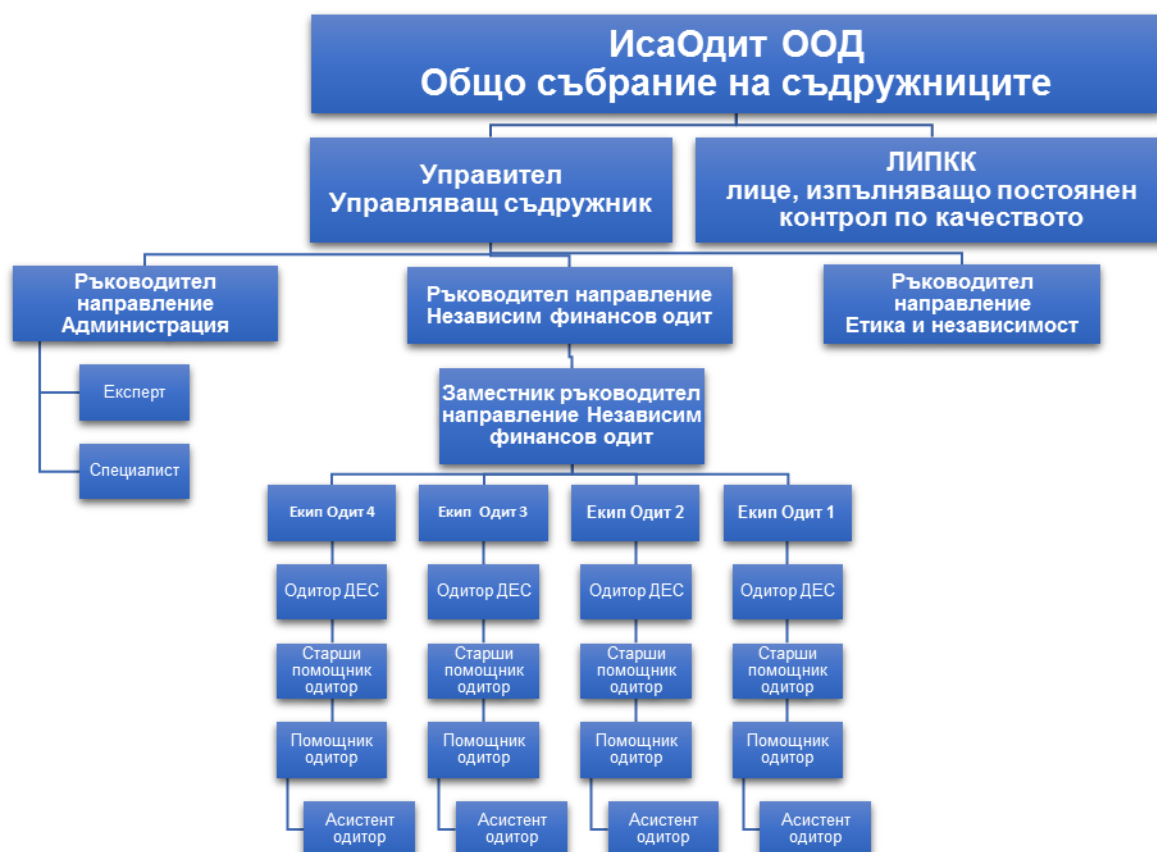 ИсаОдит ООД
Общо събрание на съдружниците
Управител
Управляващ съдружник
ЛИПКК
лице, изпълняващо постоянен
контрол по качеството
Ръководител
направление
Администрация
Ръководител направление
Независим финансов одит
Ръководител
направление
Етика и независимост
Експерт
Специалист
Заместник ръководител
направление Независим
финансов одит
Екип Одит 4
Екип Одит 3
Екип Одит 2
Екип Одит 1
Одитор ДЕС
Одитор ДЕС
Одитор ДЕС
Одитор ДЕС
Старши
помощник
одитор
Старши
помощник
одитор
Старши
помощник
одитор
Старши
помощник
одитор
Помощник
одитор
Помощник
одитор
Помощник
одитор
Помощник
одитор
Асистент
одитор
Асистент
одитор
Асистент
одитор
Асистент
одитор